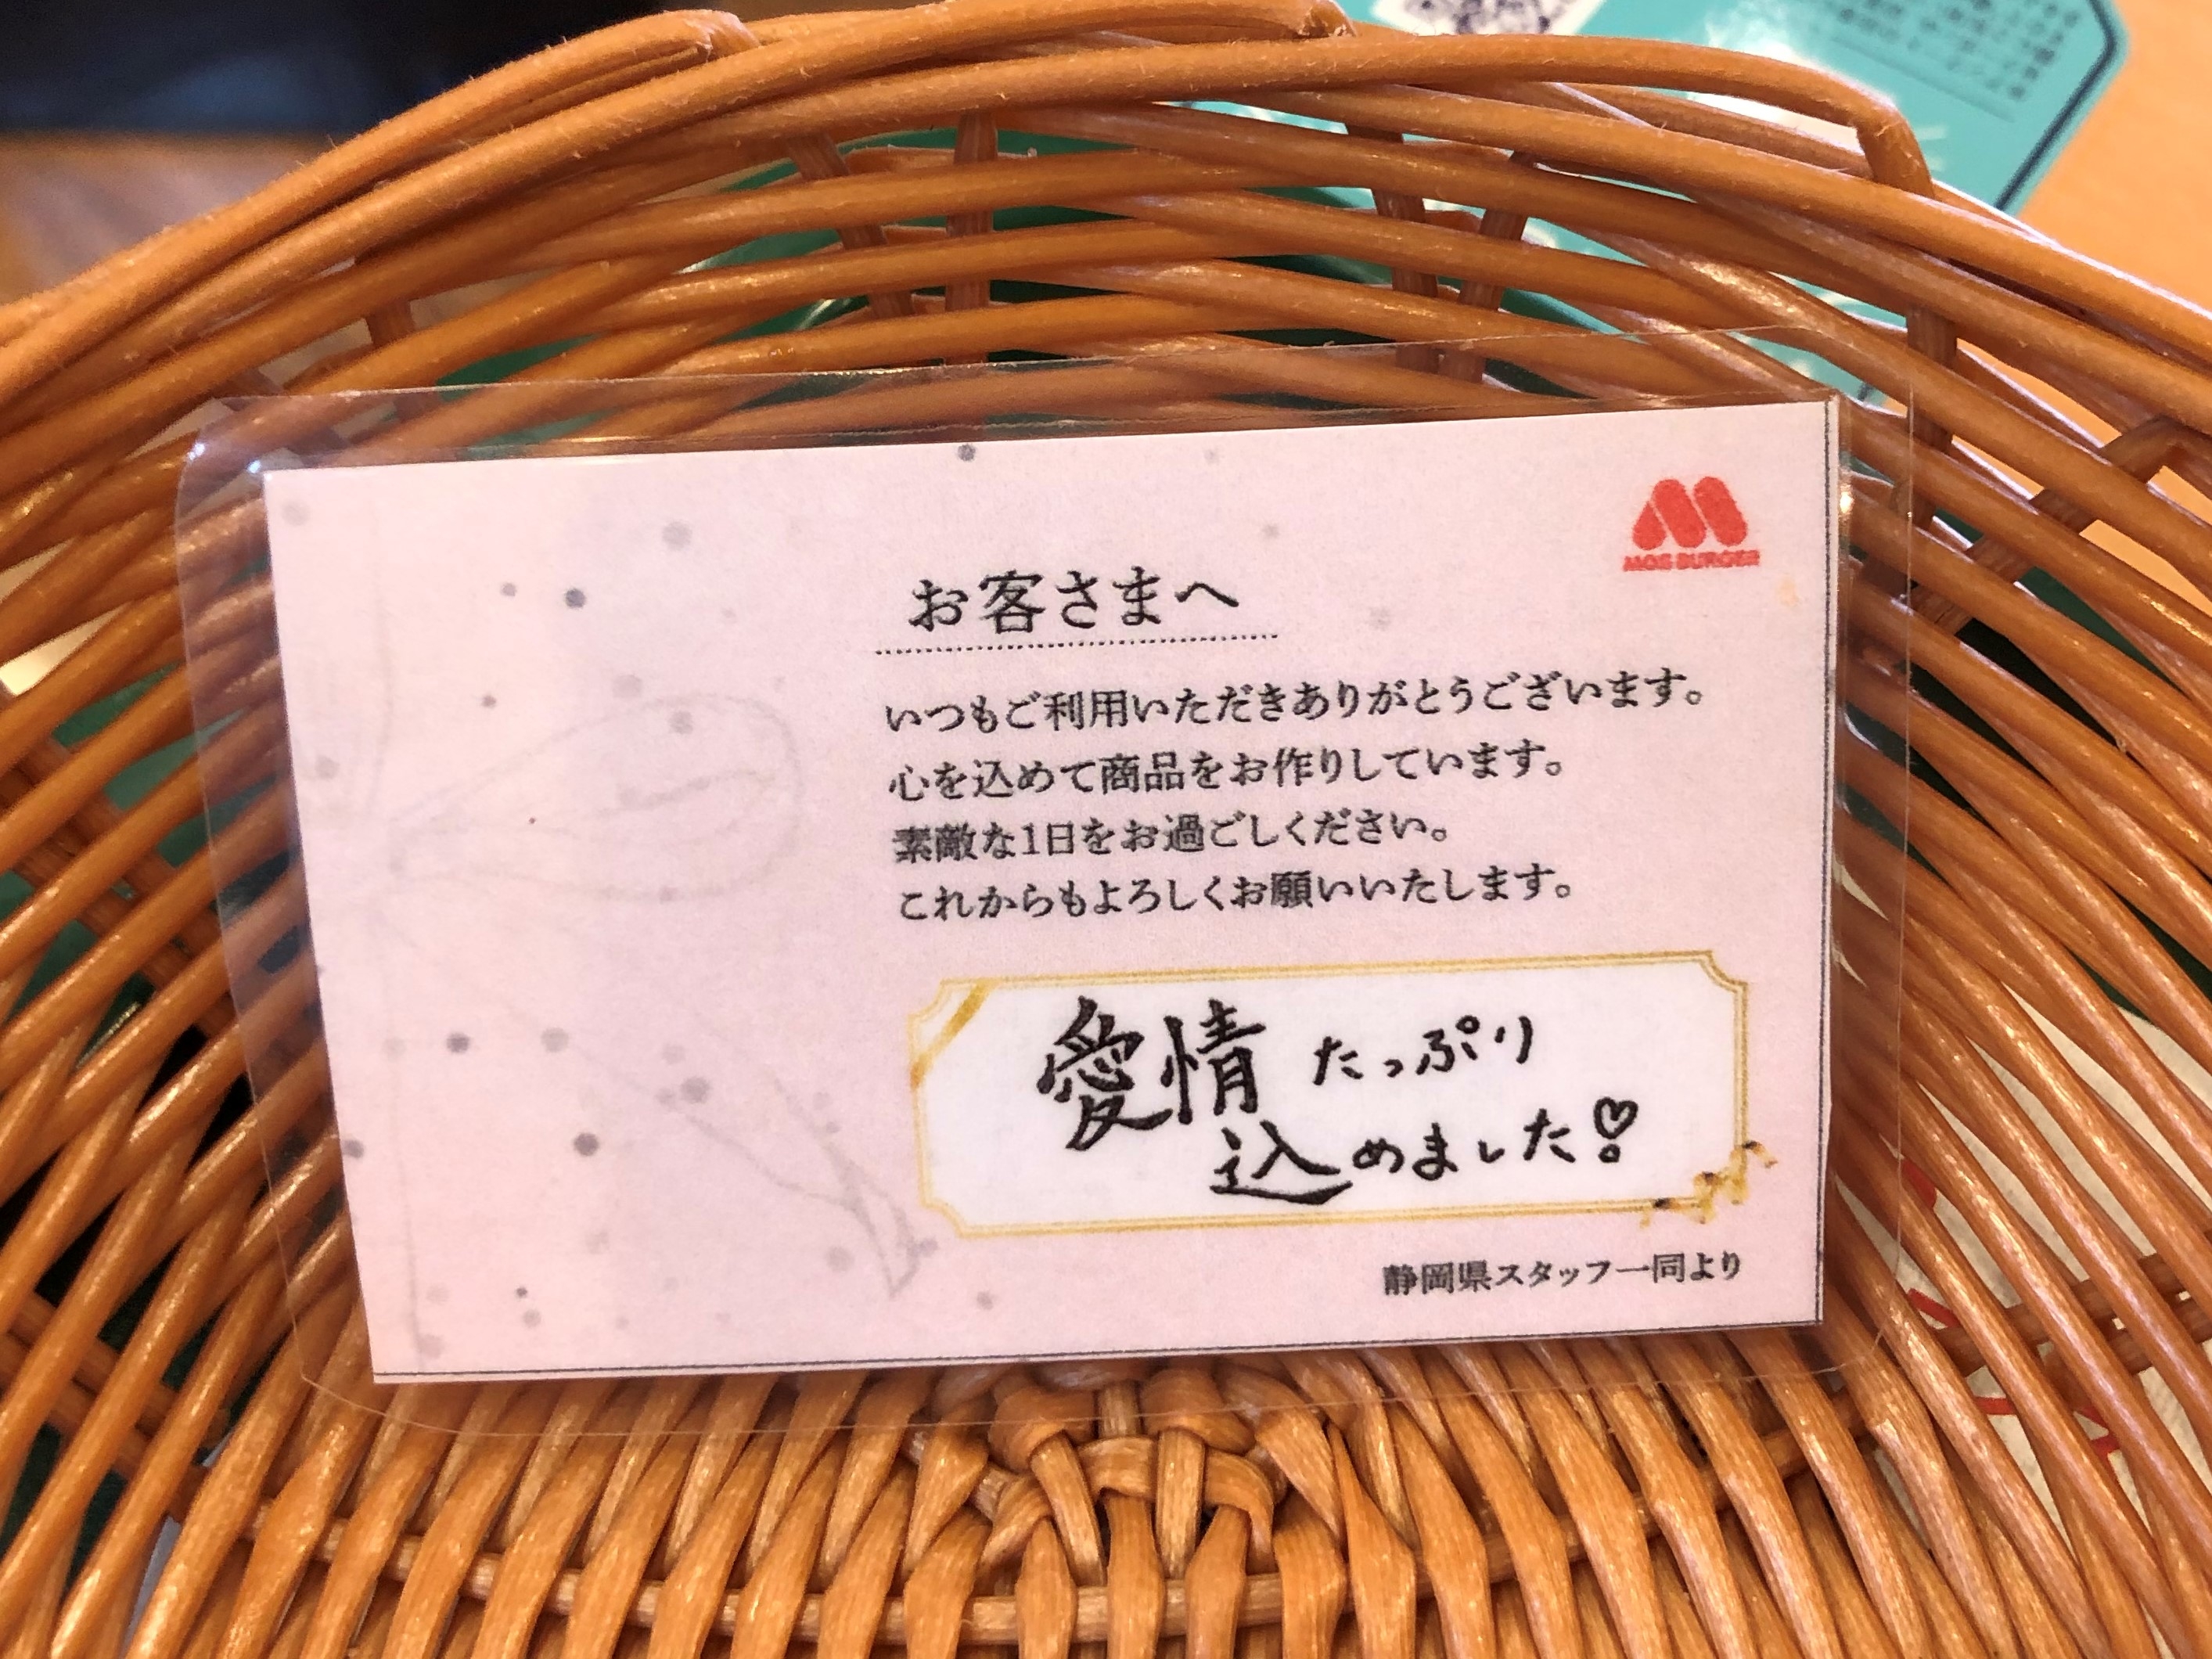 MOS BURGER
お客さまへ
いつもご利用いただきありがとうございます。
心を込めて商品をお作りしています。
素敵な1日をお過ごしください。
これからもよろしくお願いいたします。
愛情たっぷり
込めました♡
静岡県スタッフ一同より